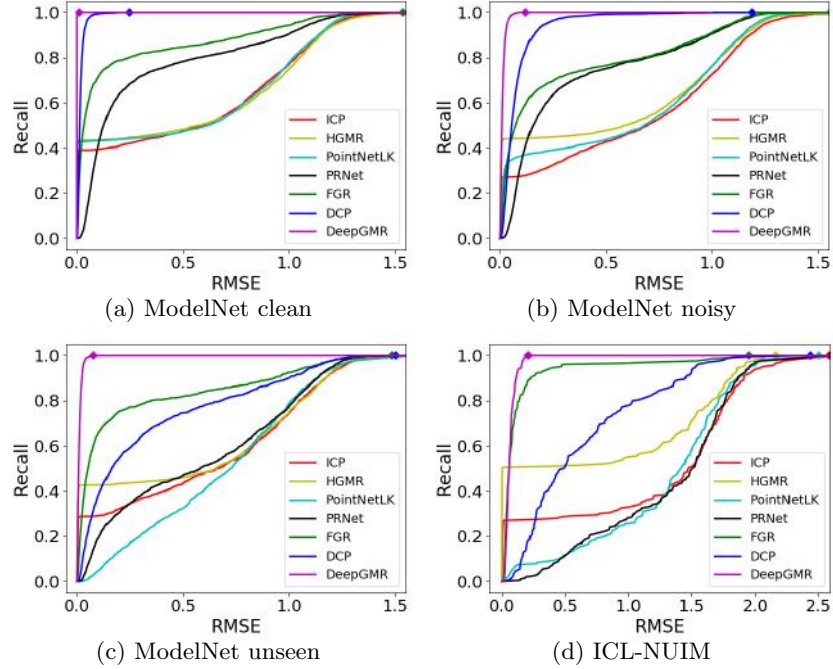 1.0
0.8
0.6
0.4
0.2
0.0
Recall
ICP
HGMR
PointNetLK
PRNet
FGR
DCP
DeepGMR
0.0 0.5 1.0 1.5
RMSE
(a) ModelNet clean
1.0
0.8
0.6
0.4
0.2
0.0
Recall
ICP
HGMR
PointNetLK
PRNet
FGR
DCP
DeepGMR
0.0 0.5 1.0 1.5
RMSE
(b) ModelNet noisy
1.0
0.8
0.6
0.4
0.2
0.0
Recall
ICP
HGMR
PointNetLK
PRNet
FGR
DCP
DeepGMR
0.0 0.5 1.0 1.5
RMSE
(c) ModelNet unseen
1.0
0.8
0.6
0.4
0.2
0.0
Recall
ICP
HGMR
PointNetLK
PRNet
FGR
DCP
DeepGMR
0.0 0.5 1.0 1.5 2.0 2.5
RMSE
(d) ICL-NUIM